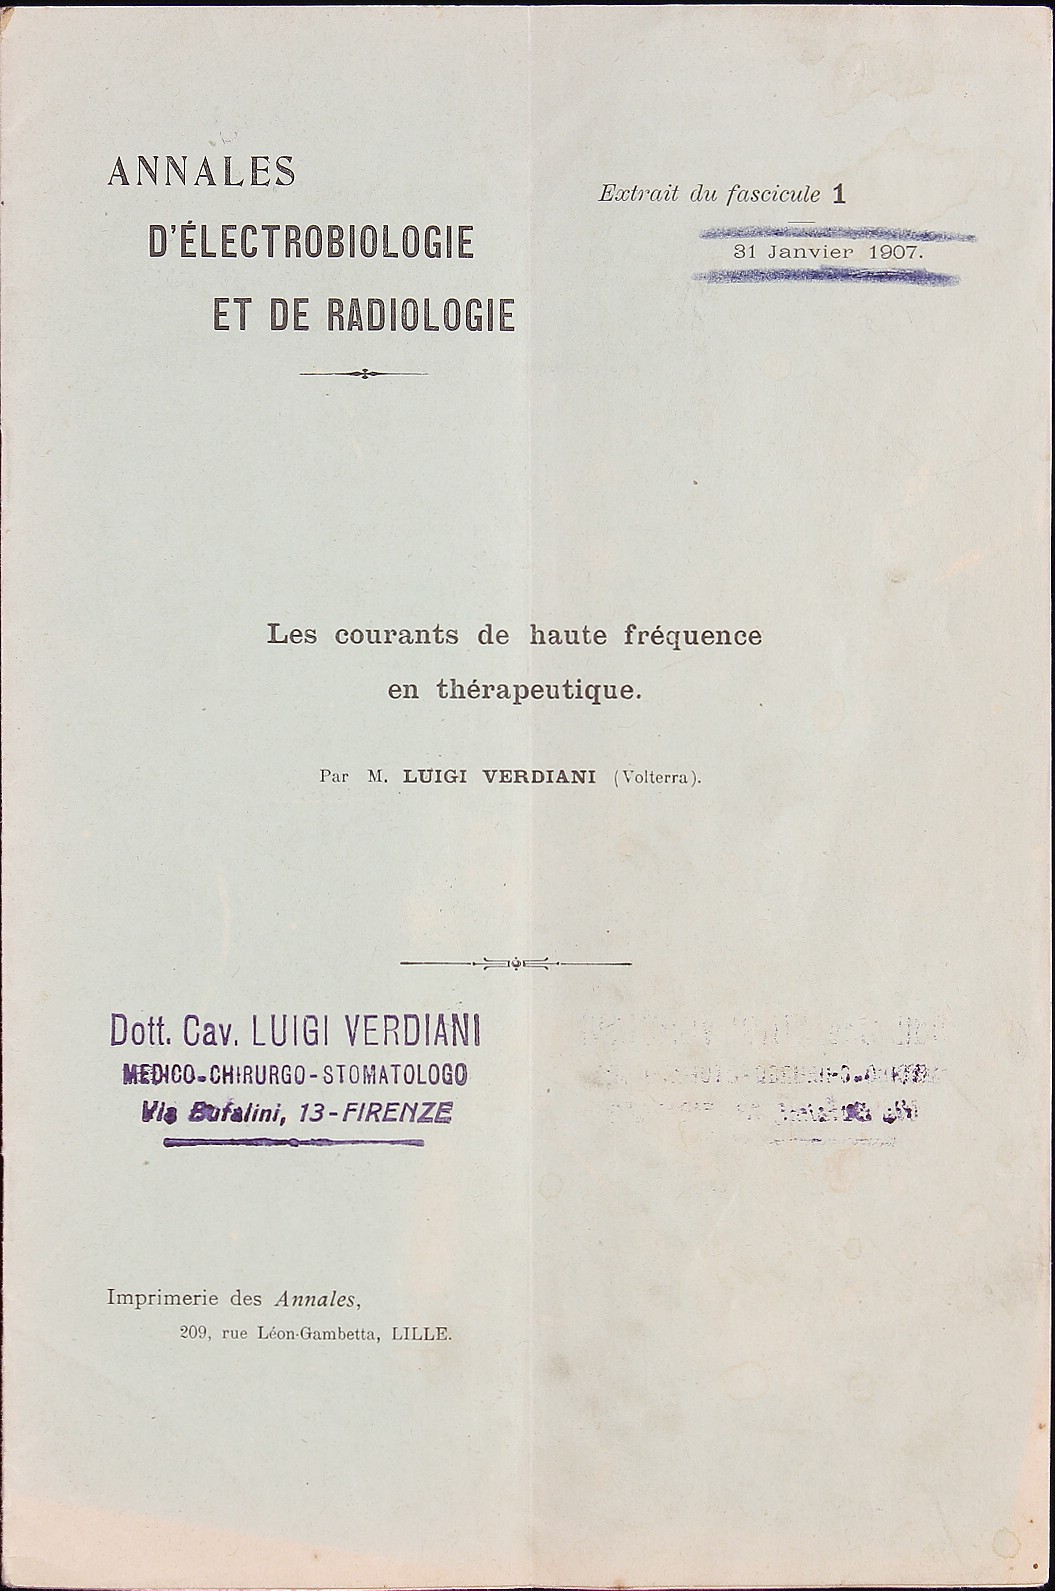 ANNALES
D'ÉLECTROBIOLOGIE
ET DE RADIOLOGIE
Extrait du fascicule 1
31 Janvier 1907.
Les courants de haute fréquence
en thérapeutique.
Par M. LUIGI VERDIANI (Volterra).
Dott. Cav. LUIGI VERDIANI
MEDICO-CHIRURGO-STOMATOLOGO
Via Bufalini, 13-FIRENZE
Imprimerie des Annales,
209, rue Léon-Gambetta, LILLE.